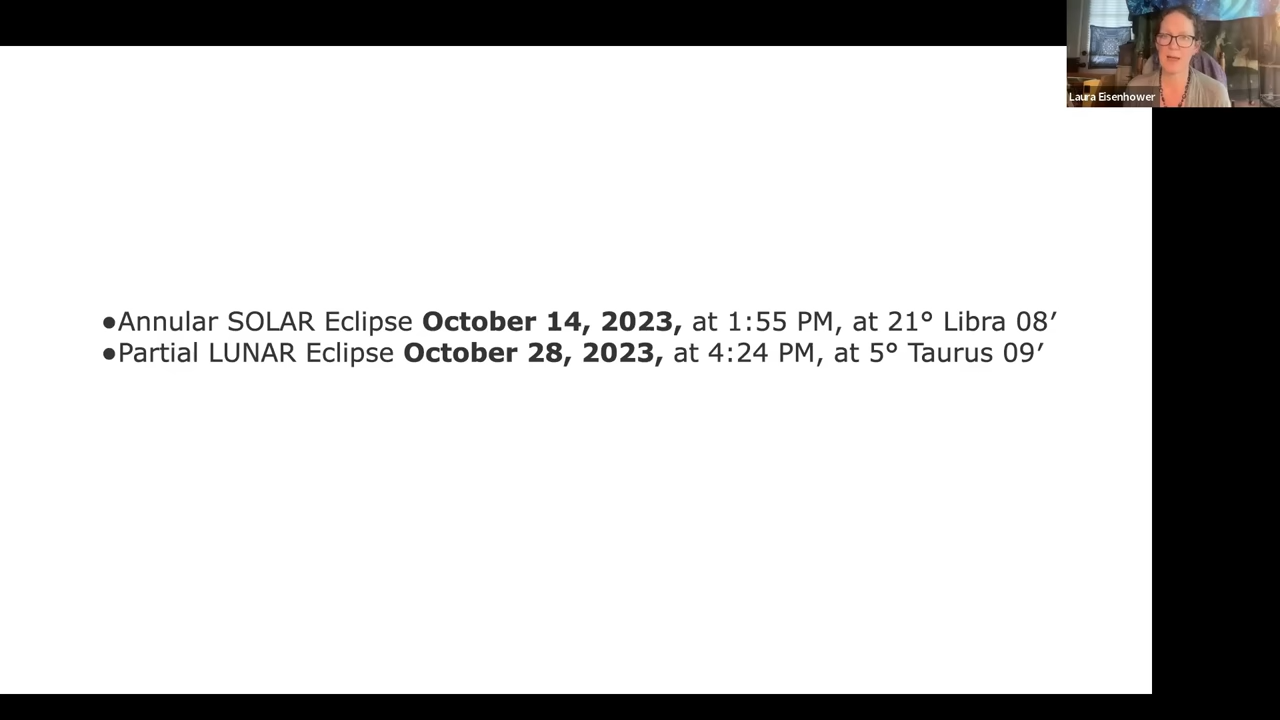 Laura Eisenhower
●Annular SOLAR Eclipse October 14, 2023, at 1:55 PM, at 21° Libra 08′
●Partial LUNAR Eclipse October 28, 2023, at 4:24 PM, at 5° Taurus 09′